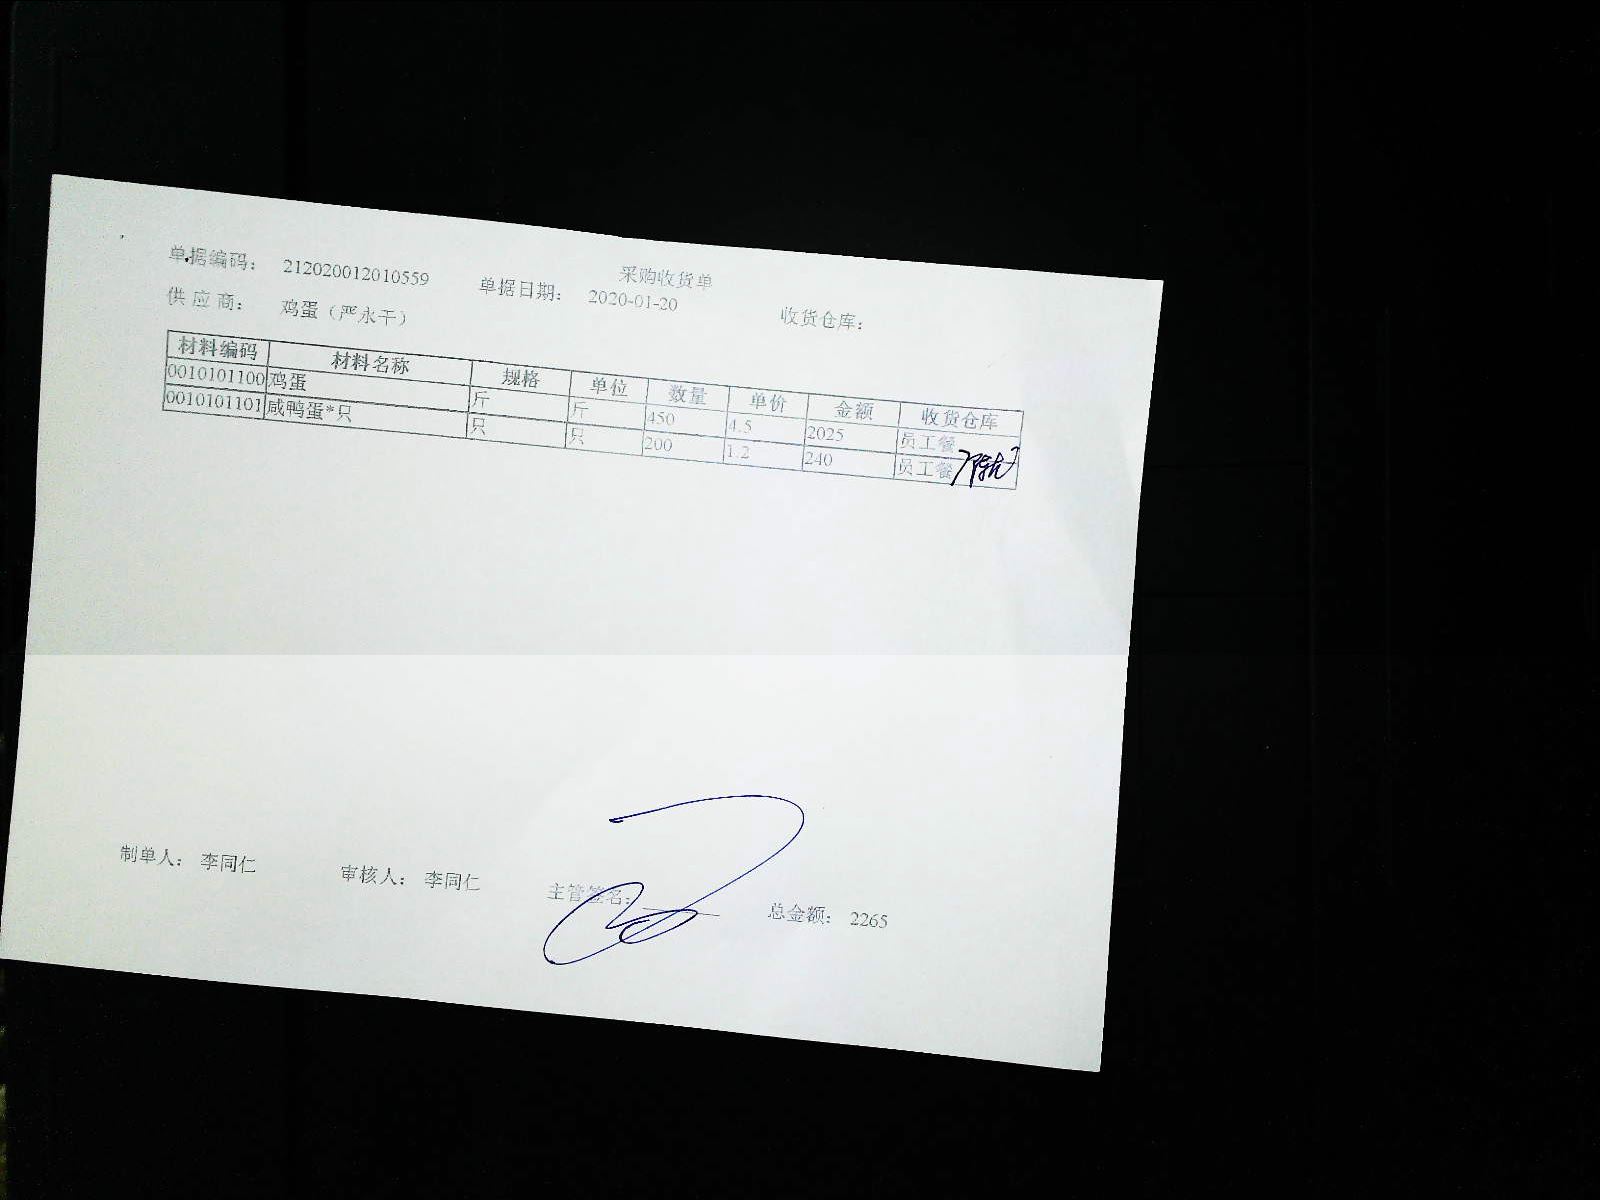 采购收货单
单据编码： 212020012010559 单据日期： 2020-01-20 收货仓库：
供 应 商： 鸡蛋（严永干）
材料编码 材料名称 规格 单位 数量 单价 金额 收货仓库
0010101100 鸡蛋 斤 斤 450 4.5 2025 员工餐
0010101101 咸鸭蛋*只 只 只 200 1.2 240 员工餐
制单人： 李同仁 审核人： 李同仁 主管签名： 总金额： 2265